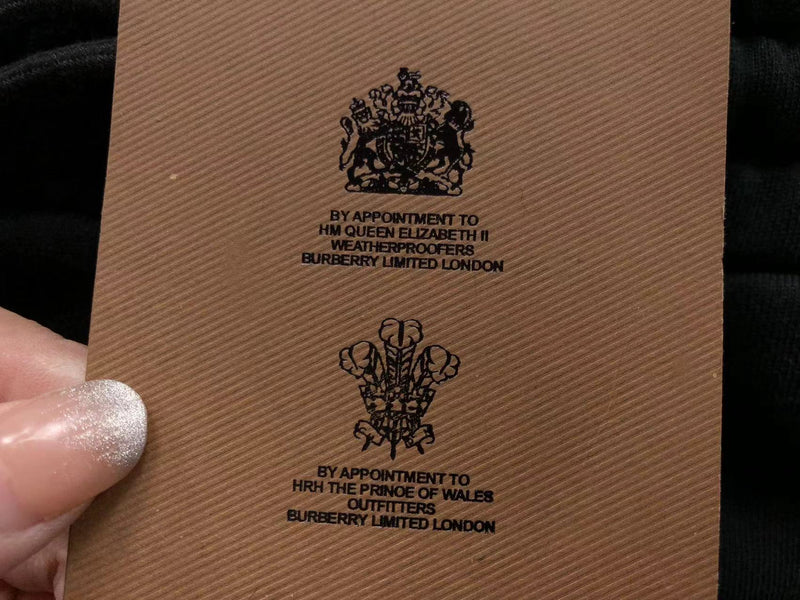 BY APPOINTMENT TO
HM QUEEN ELIZABETH II
WEATHERPROOFERS
BURBERRY LIMITED LONDON
BY APPOINTMENT TO
HRH THE PRINOE OF WALES
OUTFITTERS
BURBERRY LIMITED LONDON